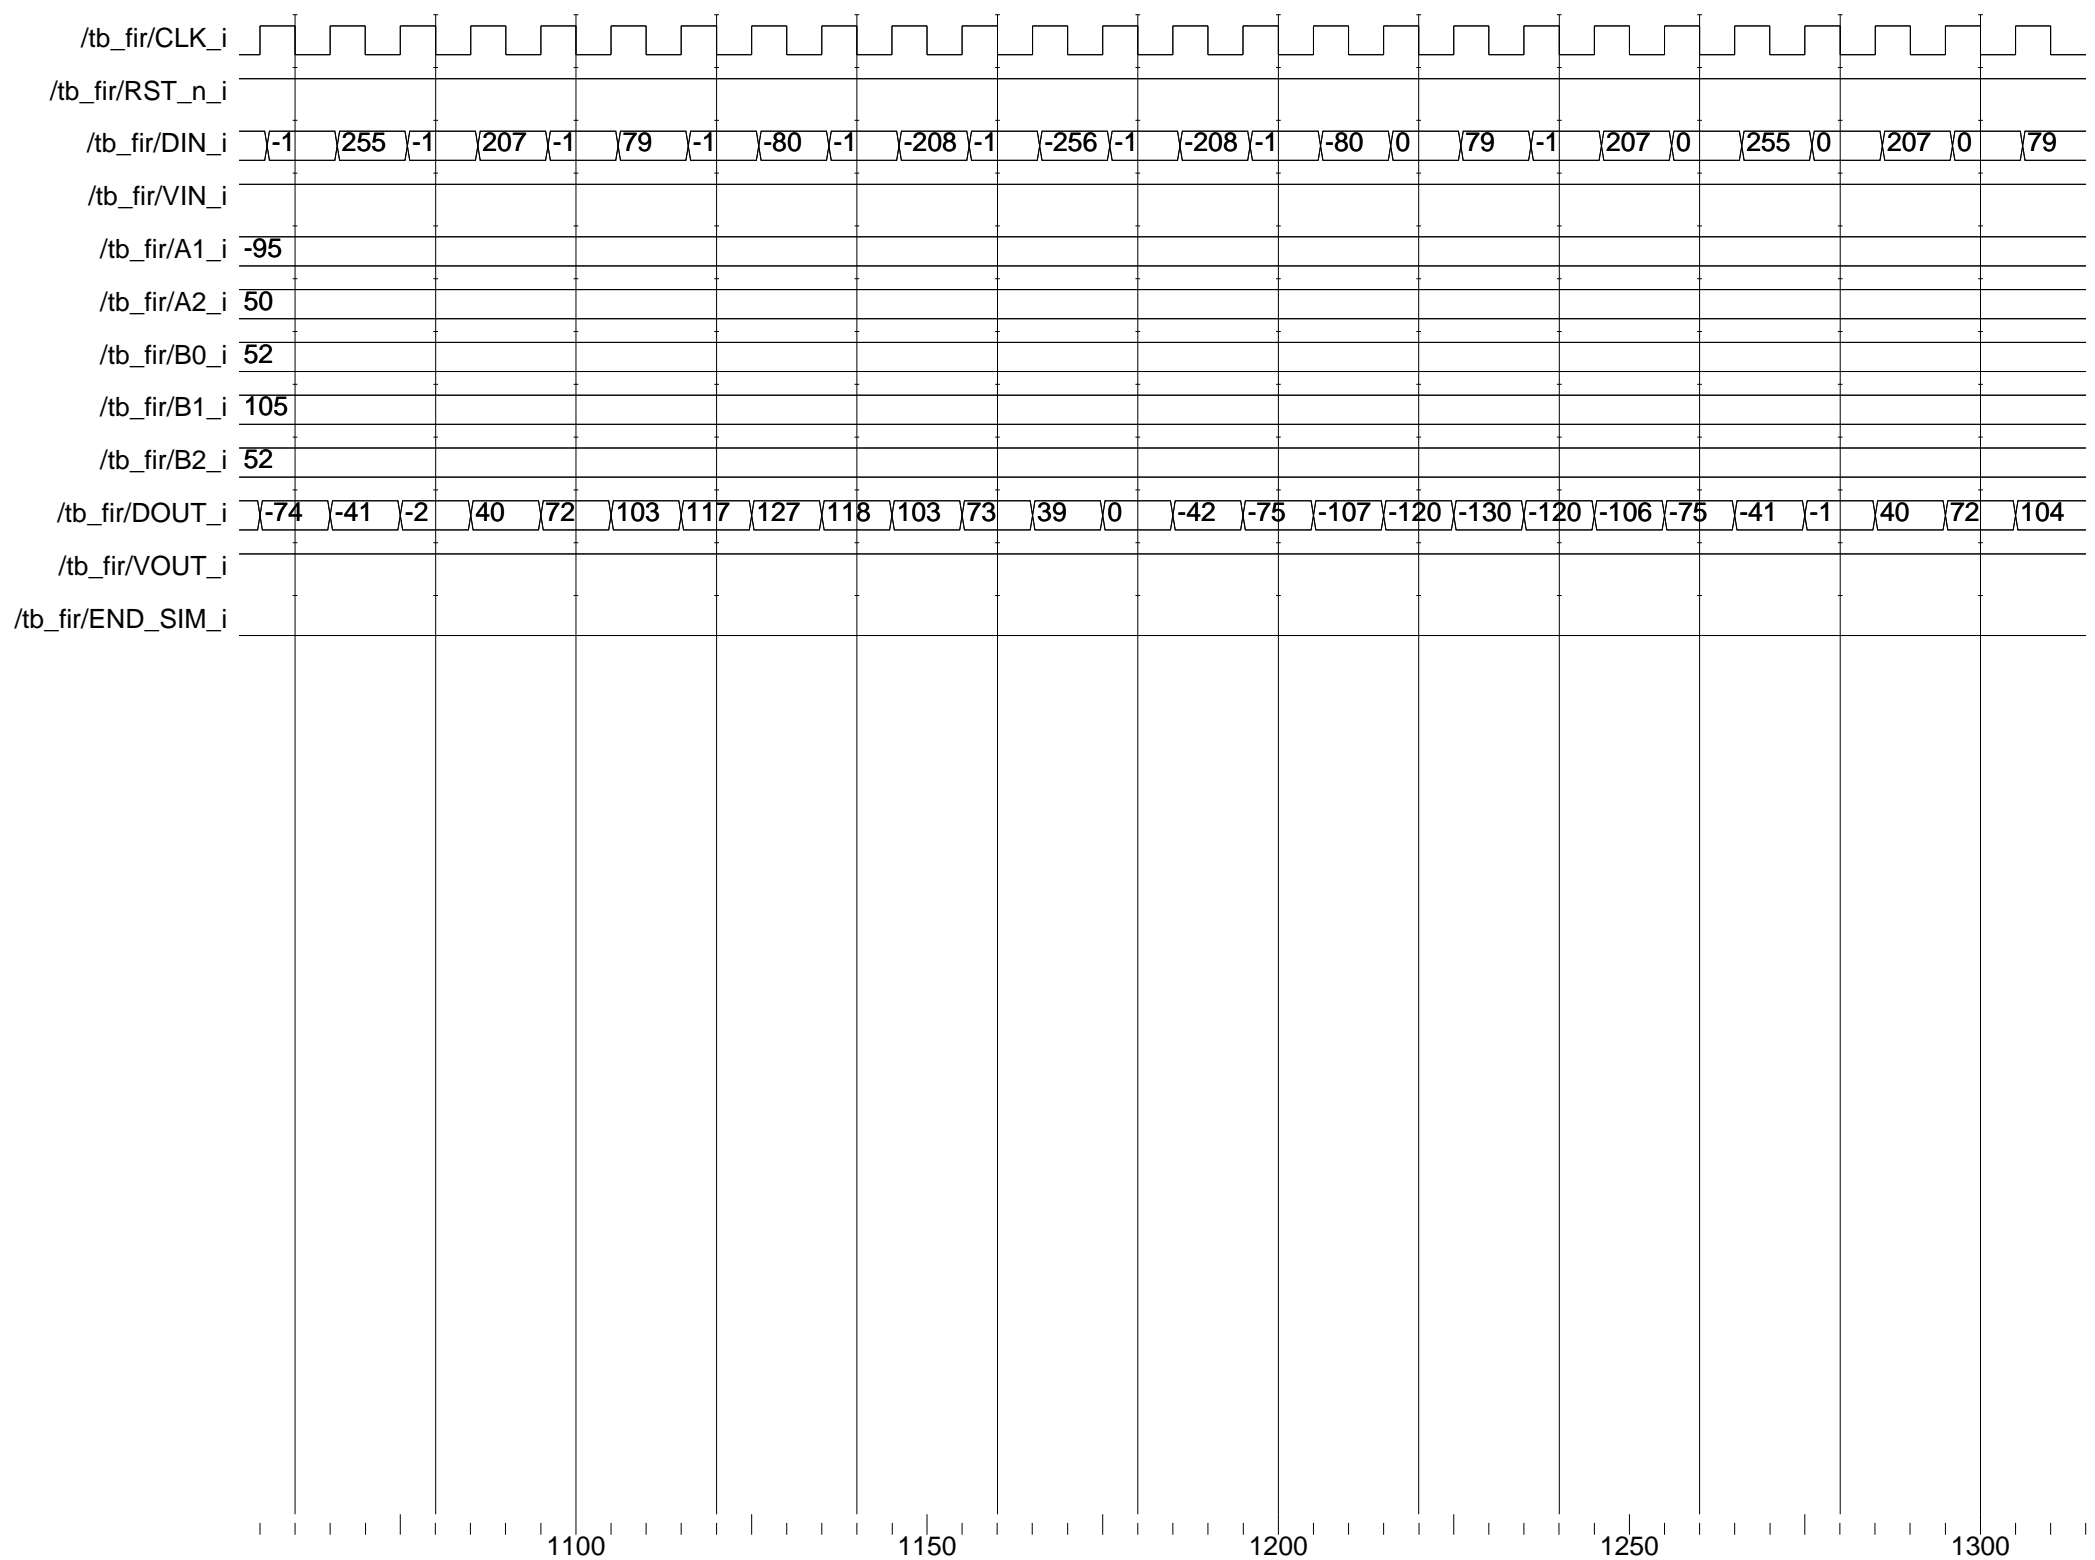 /tb_fir/CLK_i
/tb_fir/RST_n_i
/tb_fir/DIN_i -1 255 -1 207 -1 79 -1 -80 -1 -208 -1 -256 -1 -208 -1 -80 0 79 -1 207 0 255 0 207 0 79
/tb_fir/VIN_i
/tb_fir/A1_i -95
/tb_fir/A2_i 50
/tb_fir/B0_i 52
/tb_fir/B1_i 105
/tb_fir/B2_i 52
/tb_fir/DOUT_i -74 -41 -2 40 72 103 117 127 118 103 73 39 0 -42 -75 -107 -120 -130 -120 -106 -75 -41 -1 40 72 104
/tb_fir/VOUT_i
/tb_fir/END_SIM_i
1100 1150 1200 1250 1300